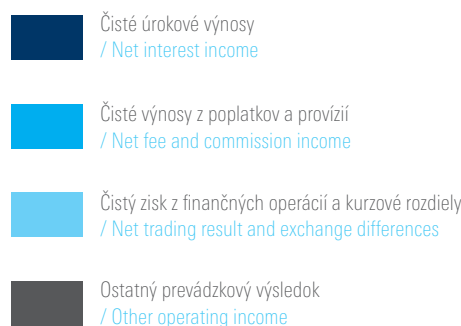 Čisté úrokové výnosy
/ Net interest income
Čisté výnosy z poplatkov a provízií
/ Net fee and commission income
Čistý zisk z finančných operácií a kurzové rozdiely
/ Net trading result and exchange differences
Ostatný prevádzkový výsledok
/ Other operating income